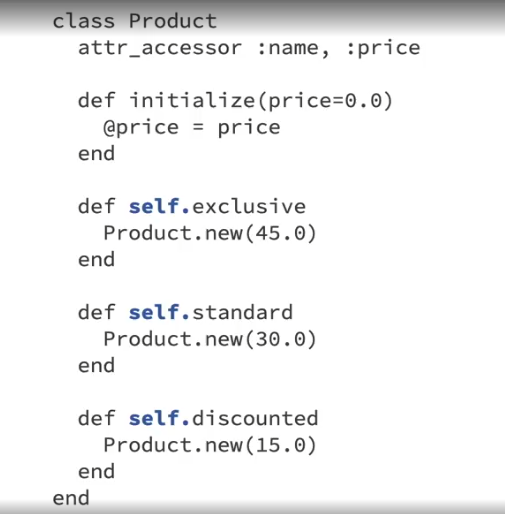 class Product
  attr_accessor :name, :price

  def initialize(price=0.0)
    @price = price
  end

  def self.exclusive
    Product.new(45.0)
  end

  def self.standard
    Product.new(30.0)
  end

  def self.discounted
    Product.new(15.0)
  end
end